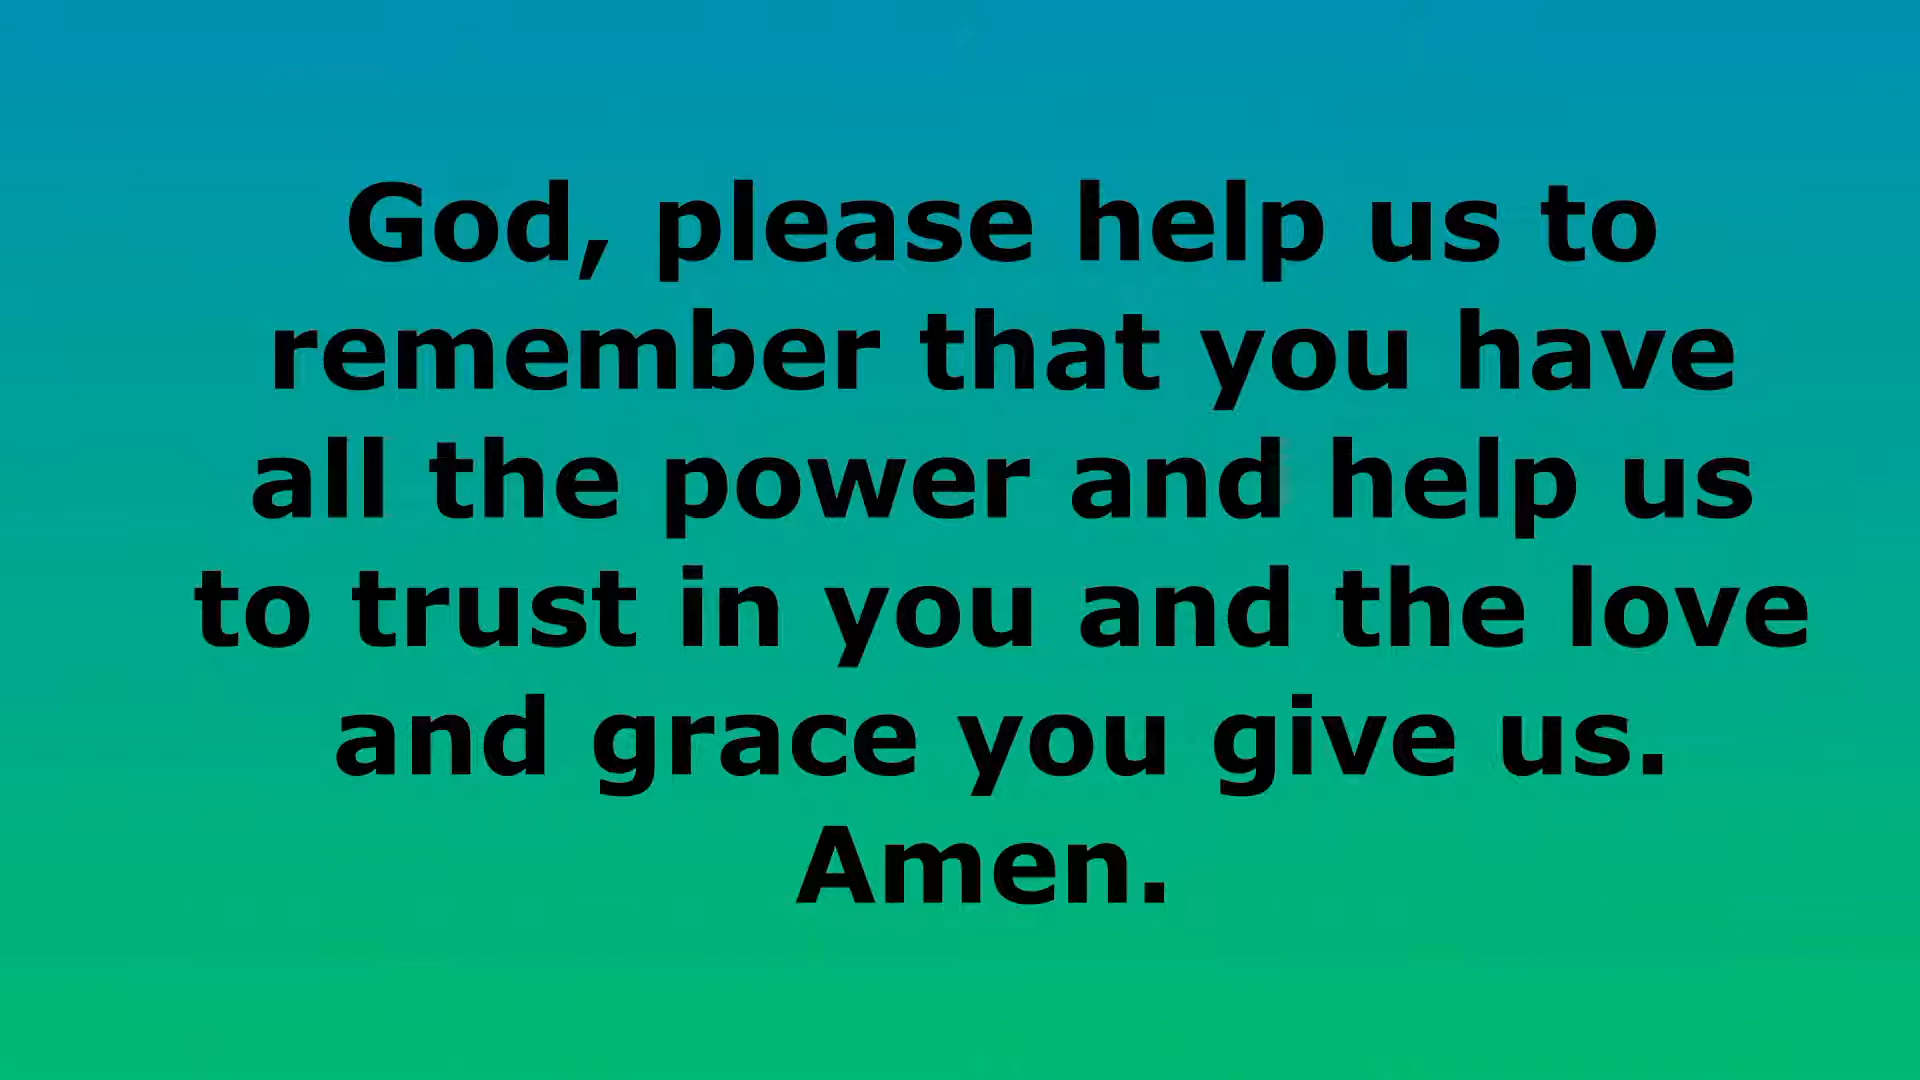 God, please help us to
remember that you have
all the power and help us
to trust in you and the love
and grace you give us.
Amen.